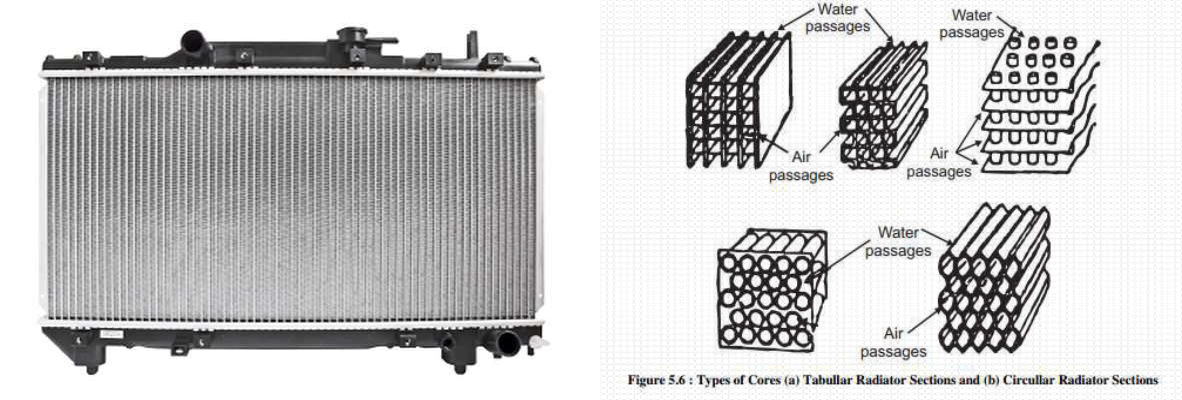 Water
passages
Water
passages
Air
passages
Air
passages
Water
passages
Air
passages
Figure 5.6 : Types of Cores (a) Tabullar Radiator Sections and (b) Circullar Radiator Sections